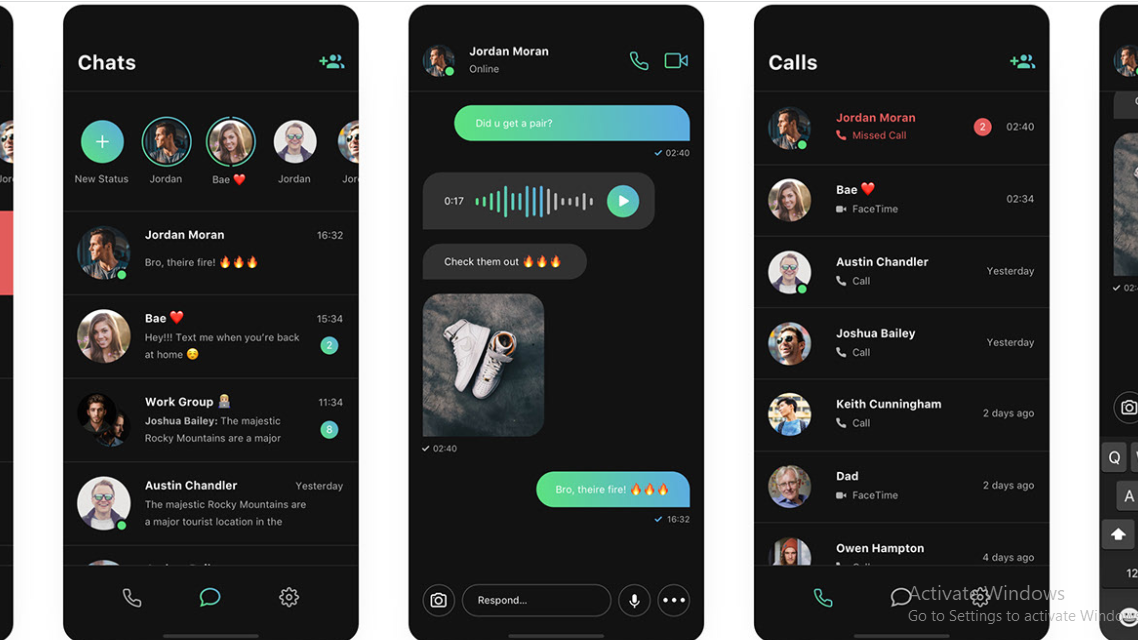 Jor
Chats
New Status
Jordan
Bae ❤️
Jordan
Jor
Jordan Moran
16:32
Bro, theire fire! 🔥🔥🔥
Bae ❤️
15:34
Hey!!! Text me when you’re back
at home ☺️
2
Work Group 👩🏼‍💻
11:34
Joshua Bailey: The majestic
Rocky Mountains are a major
8
Austin Chandler
Yesterday
The majestic Rocky Mountains are
a major tourist location in the
Jordan Moran
Online
Did u get a pair?
02:40
0:17
Check them out 🔥🔥🔥
02:40
Bro, theire fire! 🔥🔥🔥
16:32
Respond...
Calls
Jordan Moran
Missed Call
2
02:40
Bae ❤️
FaceTime
02:34
Austin Chandler
Call
Yesterday
Joshua Bailey
Call
Yesterday
Keith Cunningham
Call
2 days ago
Dad
FaceTime
2 days ago
Owen Hampton
4 days ago
02:
Q
A
12
Activate Windows
Go to Settings to activate Windo